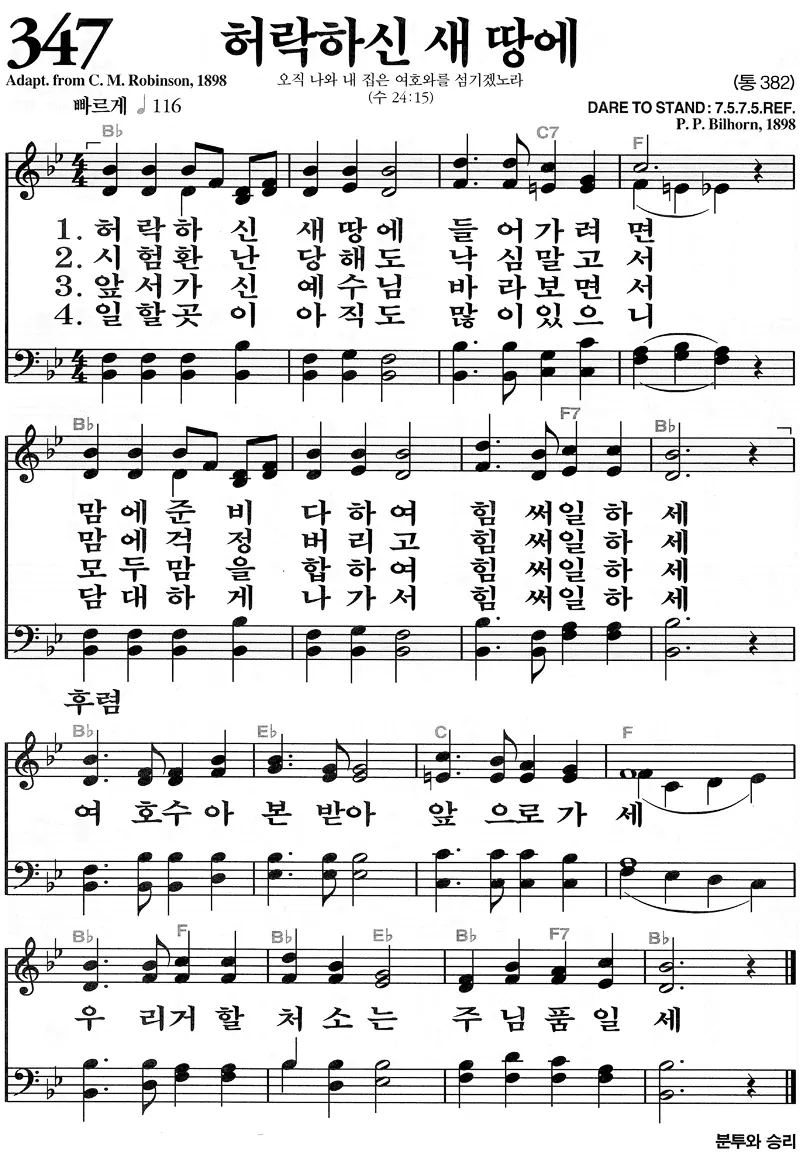 347 허락하신 새 땅에
Adapt. from C. M. Robinson, 1898
오직 나와 내 집은 여호와를 섬기겠노라
(수 24:15)
(통 382)
빠르게 ♩ 116
DARE TO STAND: 7.5.7.5.REF.
P. P. Bilhorn, 1898
B♭ C7 F
1. 허 락 하 신 새 땅 에 들 어 가 려 면
2. 시 험 환 난 당 해 도 낙 심 말 고 서
3. 앞 서 가 신 예 수 님 바 라 보 면 서
4. 일 할 곳 이 아 직 도 많 이 있 으 니
B♭ F7 B♭
맘 에 준 비 다 하 여 힘 써 일 하 세
맘 에 걱 정 버 리 고 힘 써 일 하 세
모 두 맘 을 합 하 여 힘 써 일 하 세
담 대 하 게 나 가 서 힘 써 일 하 세
후렴
B♭ E♭ C F
여 호 수 아 본 받 아 앞 으 로 가 세
B♭ F B♭ E♭ B♭ F7 B♭
우 리 거 할 처 소 는 주 님 품 일 세
분투와 승리